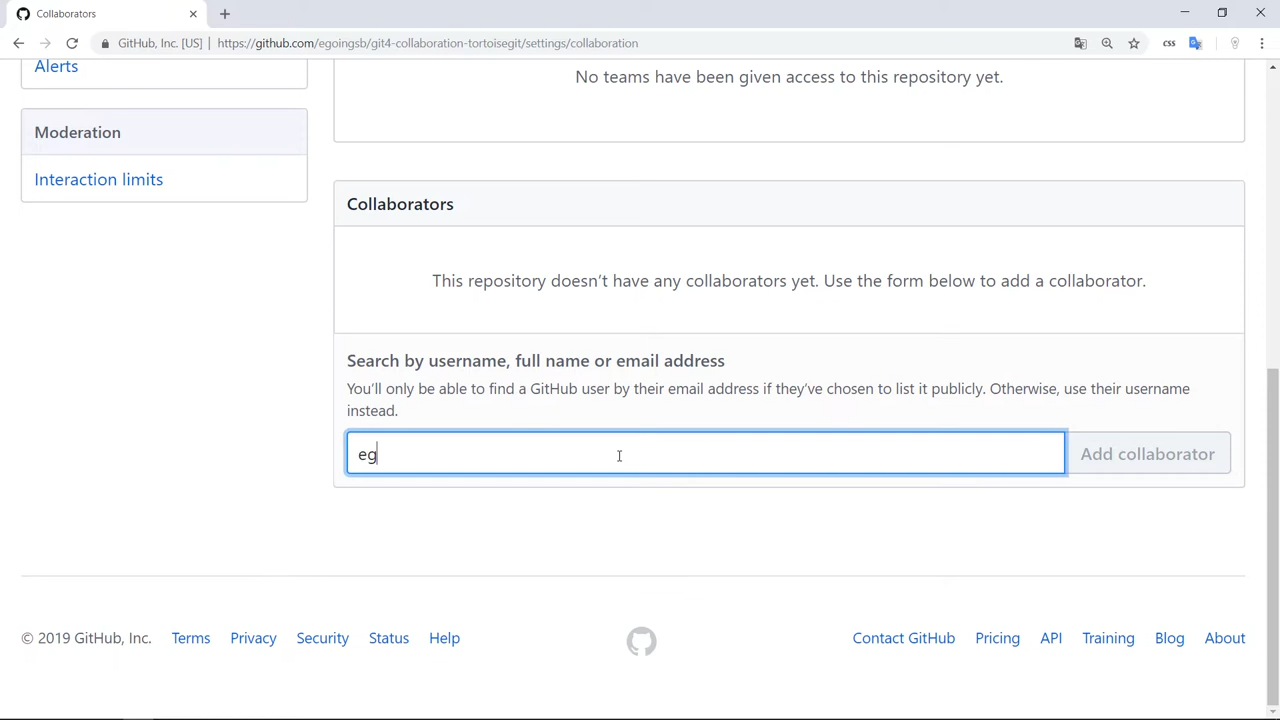 Collaborators
GitHub, Inc. [US] | https://github.com/egoingsb/git4-collaboration-tortoisegit/settings/collaboration
css
Alerts
Moderation
Interaction limits
No teams have been given access to this repository yet.
Collaborators
This repository doesn’t have any collaborators yet. Use the form below to add a collaborator.
Search by username, full name or email address
You’ll only be able to find a GitHub user by their email address if they’ve chosen to list it publicly. Otherwise, use their username
instead.
eg
Add collaborator
© 2019 GitHub, Inc. Terms Privacy Security Status Help Contact GitHub Pricing API Training Blog About